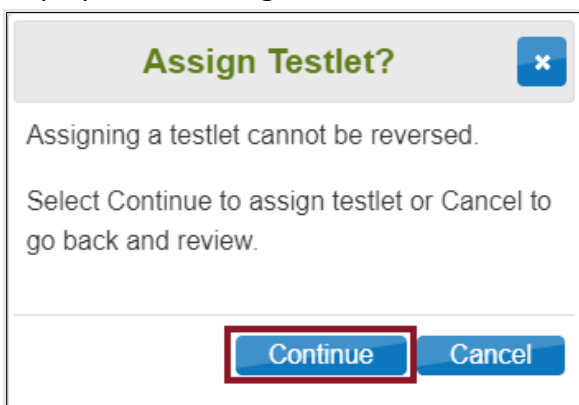 Assign Testlet?
Assigning a testlet cannot be reversed.
Select Continue to assign testlet or Cancel to
go back and review.
Continue Cancel